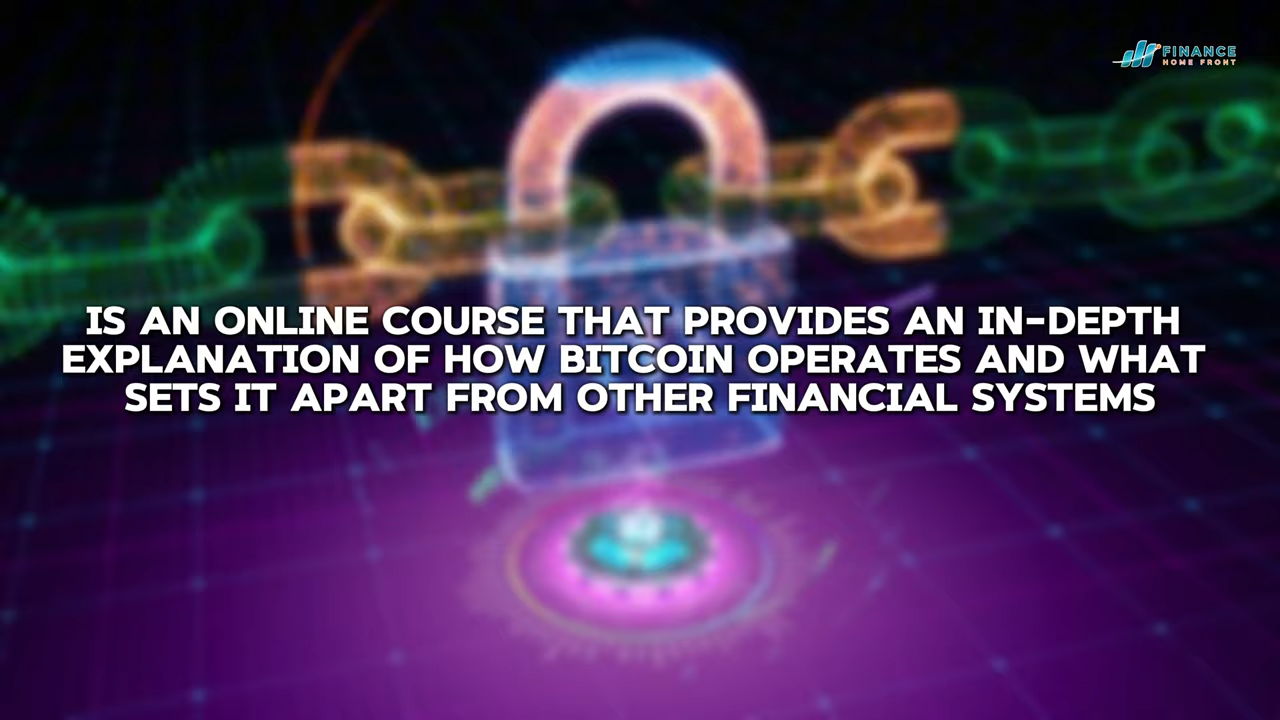 FINANCE
HOME FRONT
IS AN ONLINE COURSE THAT PROVIDES AN IN-DEPTH
EXPLANATION OF HOW BITCOIN OPERATES AND WHAT
SETS IT APART FROM OTHER FINANCIAL SYSTEMS